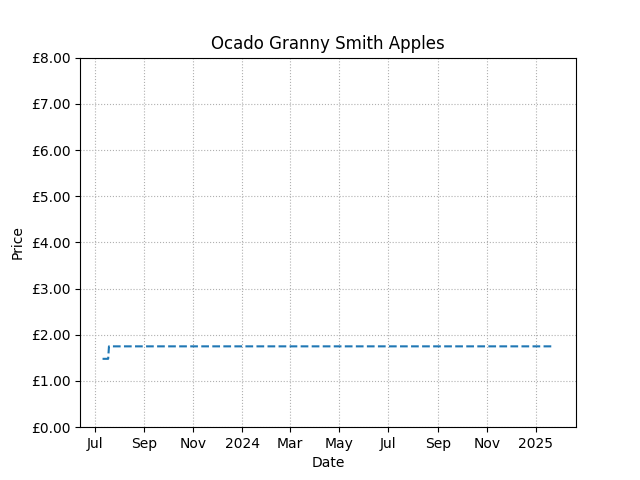 Ocado Granny Smith Apples
£8.00
£7.00
£6.00
£5.00
£4.00
£3.00
£2.00
£1.00
£0.00
Price
Jul Sep Nov 2024 Mar May Jul Sep Nov 2025
Date